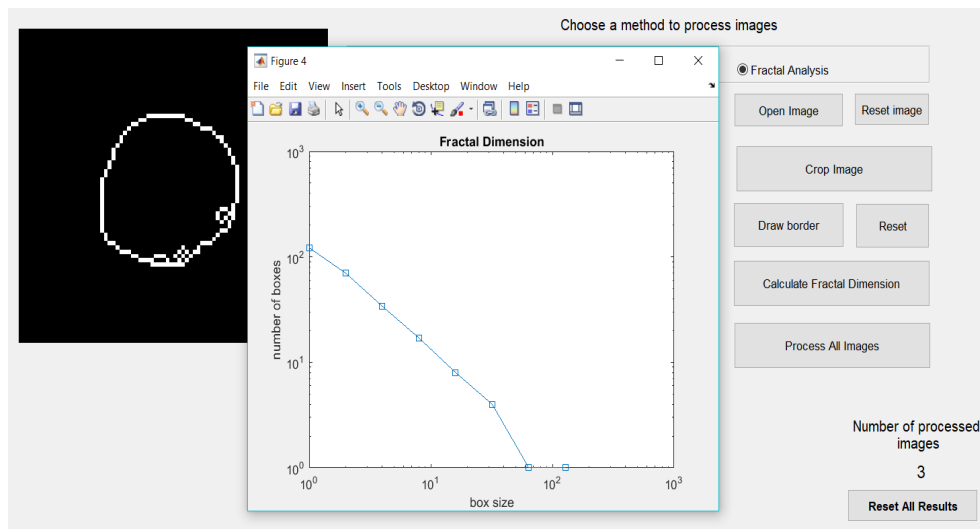 Choose a method to process images
Figure 4
File Edit View Insert Tools Desktop Window Help
Fractal Analysis
Open Image
Reset image
Crop Image
Draw border
Reset
Calculate Fractal Dimension
Process All Images
Number of processed
images
3
Reset All Results
Fractal Dimension
10³
10²
10¹
10⁰
number of boxes
10⁰ 10¹ 10² 10³
box size